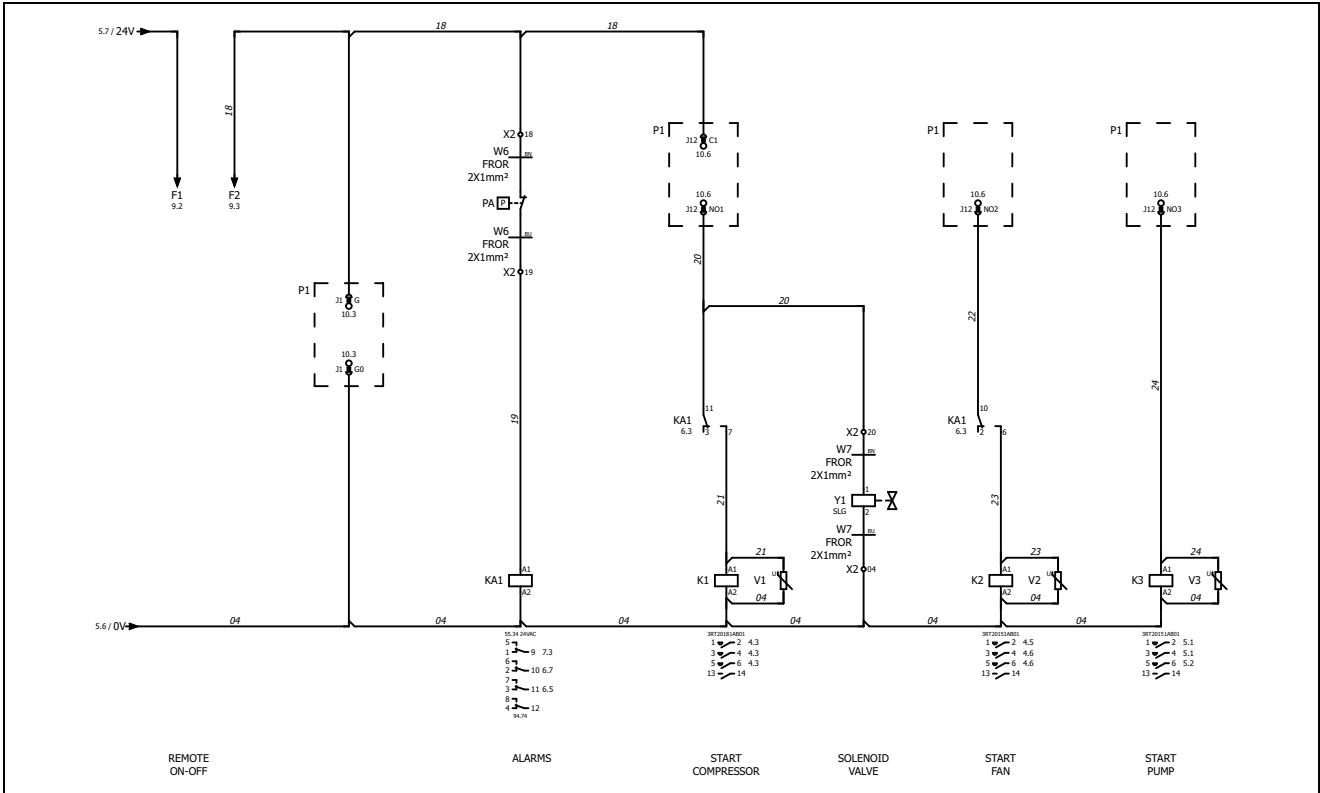 5.7 / 24V
18
18
18
F1
9.2
F2
9.3
X2 18
W6 BN
FROR
2X1mm²
PA P
W6 BU
FROR
2X1mm²
X2 19
19
P1
J1 G
10.3
10.3
J1 G0
P1
J12 C1
10.6
10.6
J12 NO1
20
20
P1
10.6
J12 NO2
22
P1
10.6
J12 NO3
24
KA1
6.3
11
3 7
21
X2 20
W7 BN
FROR
2X1mm²
Y1
SLG
1
2
W7 BU
FROR
2X1mm²
X2 04
KA1
6.3
10
2 6
23
KA1
A1
A2
21
K1
A1
A2
V1
U
04
23
K2
A1
A2
V2
U
04
24
K3
A1
A2
V3
U
04
5.6 / 0V
04
04
04
04
04
04
55.34 24VAC
5
1 9 7.3
6
2 10 6.7
7
3 11 6.5
8
4 12
94.74
3RT20181AB01
1 2 4.3
3 4 4.3
5 6 4.3
13 14
3RT20151AB01
1 2 4.5
3 4 4.6
5 6 4.6
13 14
3RT20151AB01
1 2 5.1
3 4 5.1
5 6 5.2
13 14
REMOTE
ON-OFF
ALARMS
START
COMPRESSOR
SOLENOID
VALVE
START
FAN
START
PUMP